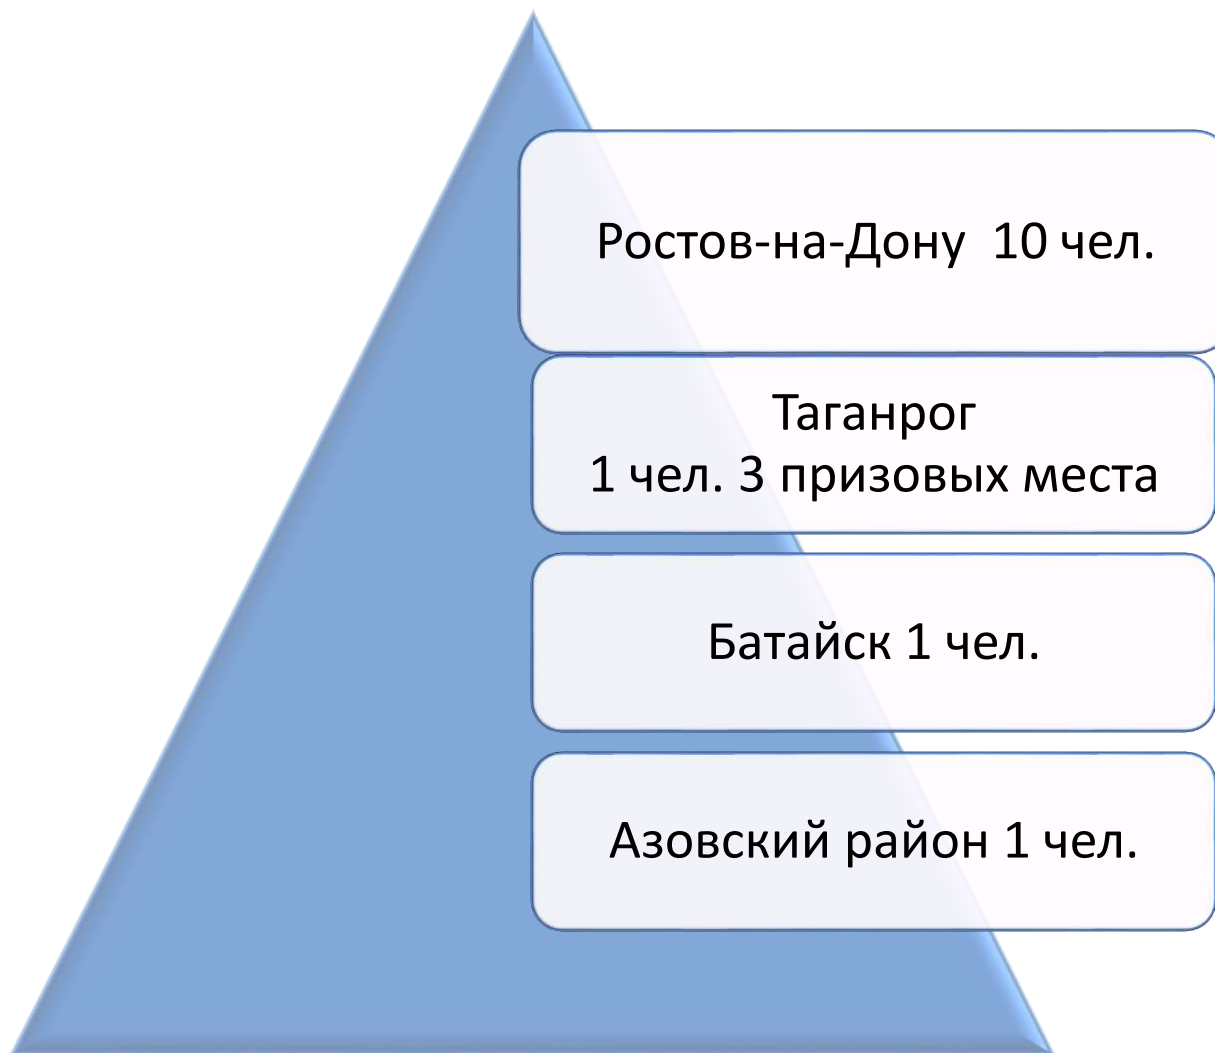 Ростов-на-Дону  10 чел.
Таганрог
1 чел. 3 призовых места
Батайск 1 чел.
Азовский район 1 чел.